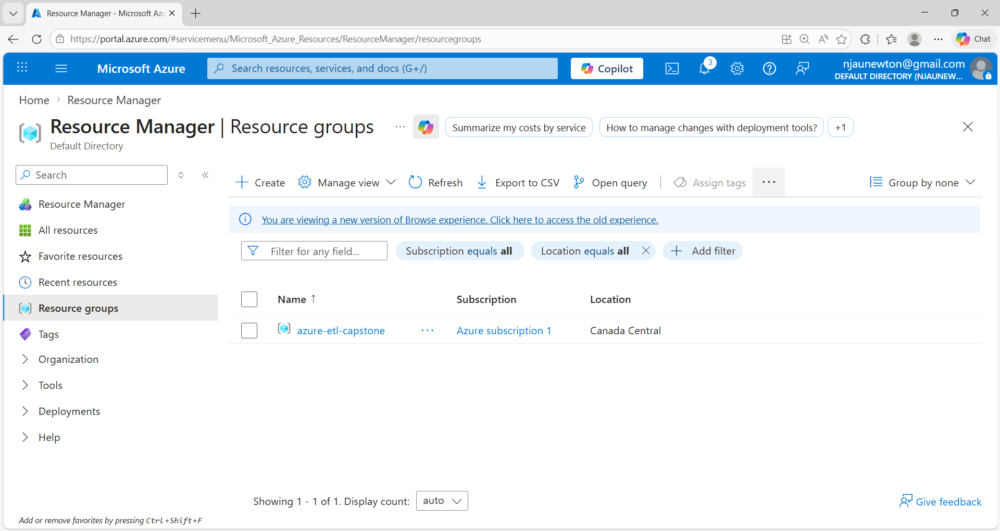 Resource Manager - Microsoft Azu
https://portal.azure.com/#servicemenu/Microsoft_Azure_Resources/ResourceManager/resourcegroups
Chat
Microsoft Azure
Search resources, services, and docs (G+/)
Copilot
3
njaunewton@gmail.com
DEFAULT DIRECTORY (NJAUNEW...
Home > Resource Manager
Resource Manager | Resource groups
...
Summarize my costs by service
How to manage changes with deployment tools?
+1
Default Directory
Search
Create
Manage view
Refresh
Export to CSV
Open query
Assign tags
...
Group by none
Resource Manager
All resources
Favorite resources
Recent resources
Resource groups
Tags
Organization
Tools
Deployments
Help
You are viewing a new version of Browse experience. Click here to access the old experience.
Filter for any field...
Subscription equals all
Location equals all
Add filter
Name ↑ Subscription Location
azure-etl-capstone ... Azure subscription 1 Canada Central
Showing 1 - 1 of 1. Display count: auto
Give feedback
Add or remove favorites by pressing Ctrl+Shift+F